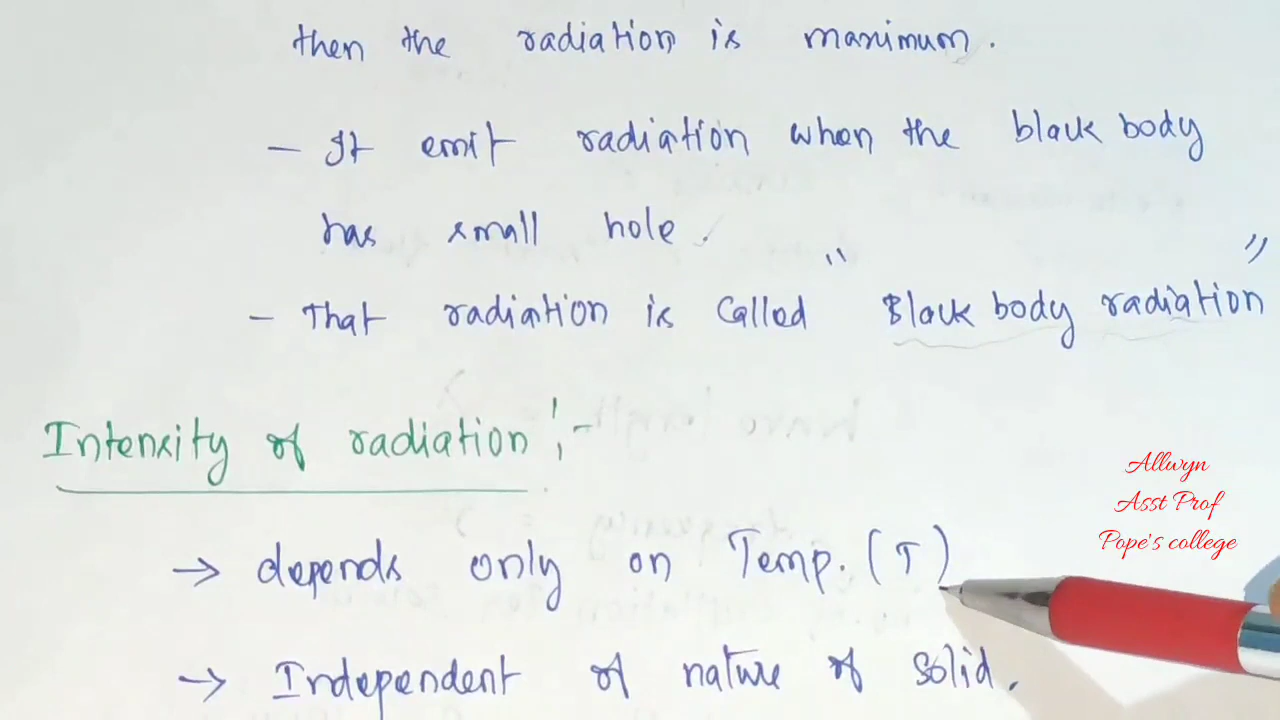 then the radiation is maximum.
- It emit radiation when the black body
has small hole.
- That radiation is called "Black body radiation"
Intensity of radiation :-
→ depends only on Temp. (T)
→ Independent of nature of solid.
Allwyn
Asst Prof
Pope's college